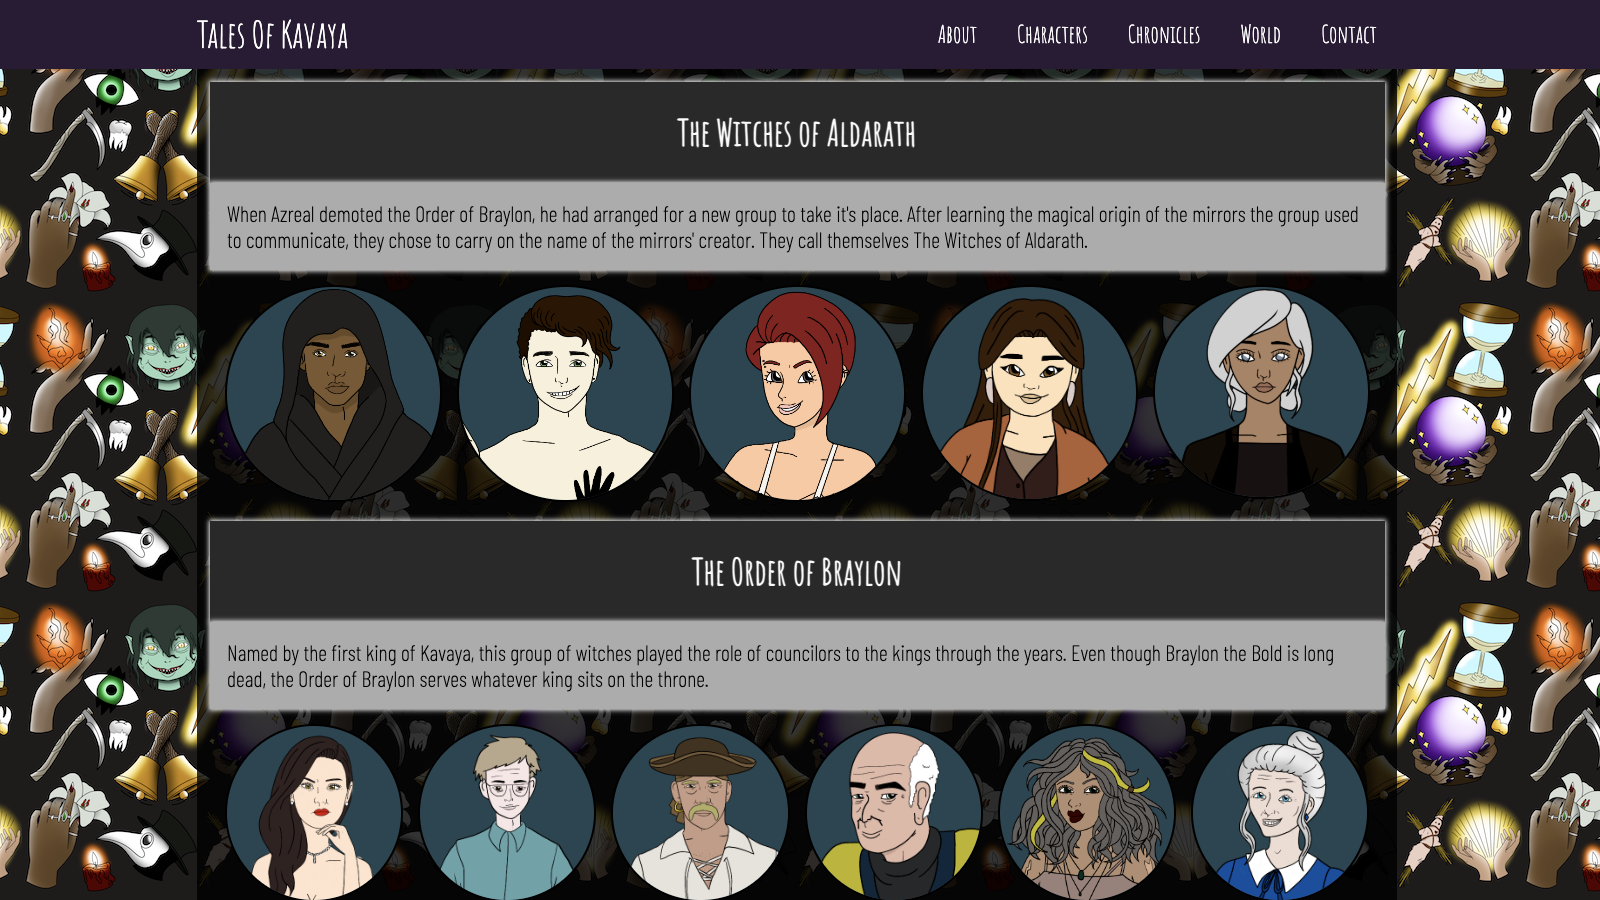 Tales Of Kavaya
About Characters Chronicles World Contact
The Witches of Aldarath
When Azreal demoted the Order of Braylon, he had arranged for a new group to take it's place. After learning the magical origin of the mirrors the group used
to communicate, they chose to carry on the name of the mirrors' creator. They call themselves The Witches of Aldarath.
The Order of Braylon
Named by the first king of Kavaya, this group of witches played the role of councilors to the kings through the years. Even though Braylon the Bold is long
dead, the Order of Braylon serves whatever king sits on the throne.